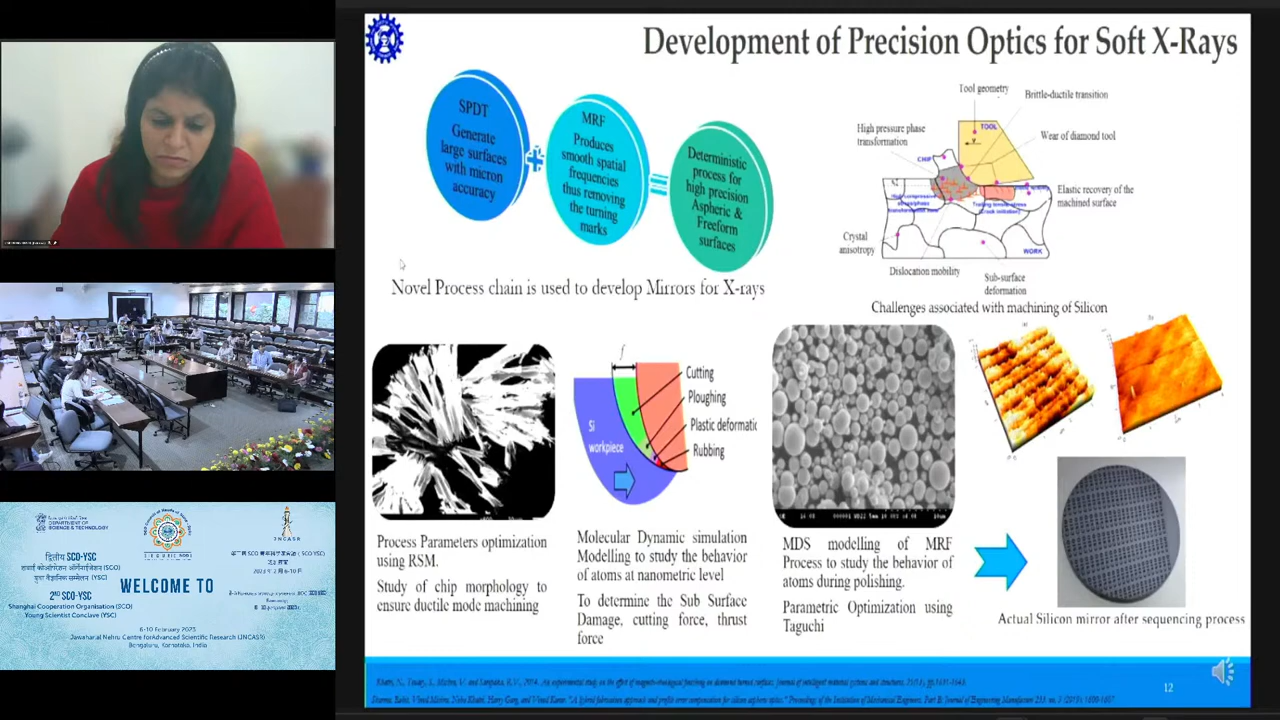 Development of Precision Optics for Soft X-Rays
SPDT
Generate
large surfaces
with micron
accuracy
MRF
Produces
smooth spatial
frequencies
thus removing
the turning
marks
Deterministic
process for
high precision
Aspheric &
Freeform
surfaces
Novel Process chain is used to develop Mirrors for X-rays
Tool geometry
Brittle-ductile transition
High pressure phase
transformation
TOOL
Wear of diamond tool
CHIP
Elastic recovery of the
machined surface
Crystal
anisotropy
WORK
Dislocation mobility
Sub-surface
deformation
Challenges associated with machining of Silicon
f
Cutting
Ploughing
Plastic deformatic
Rubbing
Si
workpiece
Process Parameters optimization
using RSM.
Study of chip morphology to
ensure ductile mode machining
Molecular Dynamic simulation
Modelling to study the behavior
of atoms at nanometric level
To determine the Sub Surface
Damage, cutting force, thrust
force
MDS modelling of MRF
Process to study the behavior of
atoms during polishing.
Parametric Optimization using
Taguchi
Actual Silicon mirror after sequencing process
12
DEPARTMENT OF
SCIENCE & TECHNOLOGY
JNCASR
द्वितीय SCO-YSC
WELCOME TO
2ND SCO-YSC
Shanghai Cooperation Organisation (SCO)
Young Scientist Conclave (YSC)
6-10 February 2023
Jawaharlal Nehru Centre for Advanced Scientific Research (JNCASR)
Bengaluru, Karnataka, India